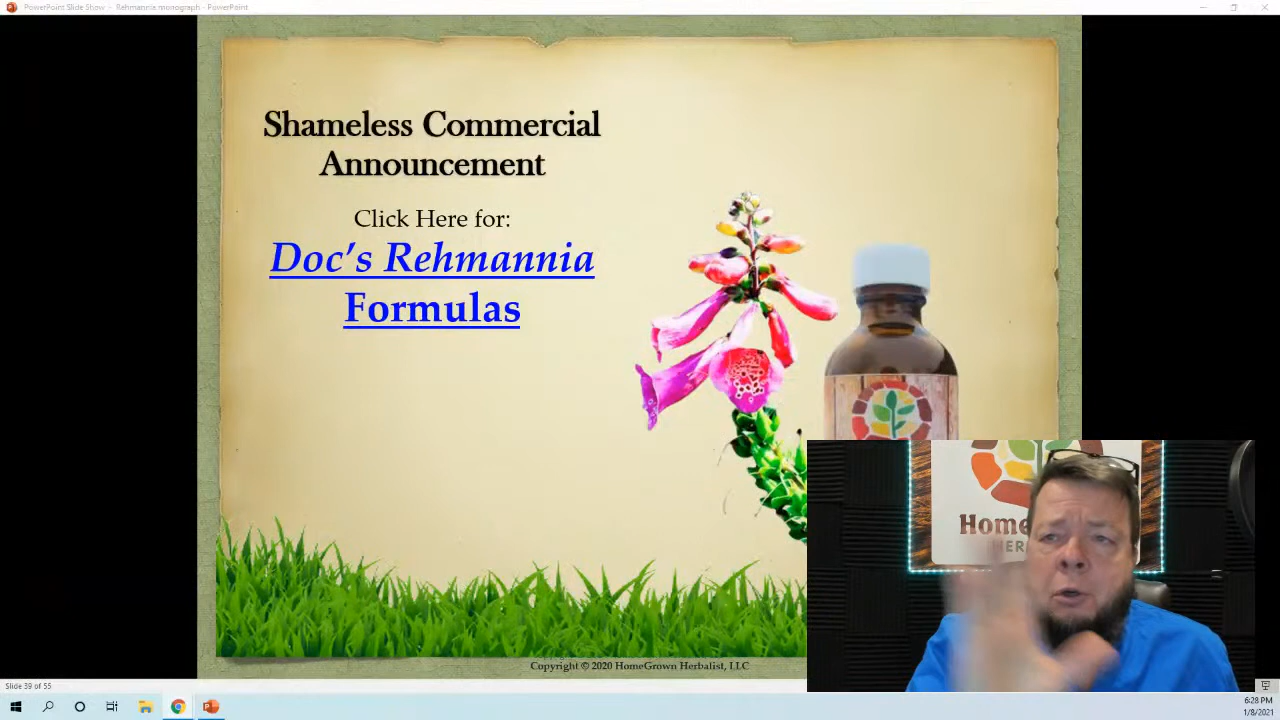 PowerPoint Slide Show - Rehmannia monograph - PowerPoint
Shameless Commercial
Announcement
Click Here for:
Doc's Rehmannia
Formulas
Home
HER
Copyright © 2020 HomeGrown Herbalist, LLC
Slide 39 of 55
6:28 PM
1/8/2021